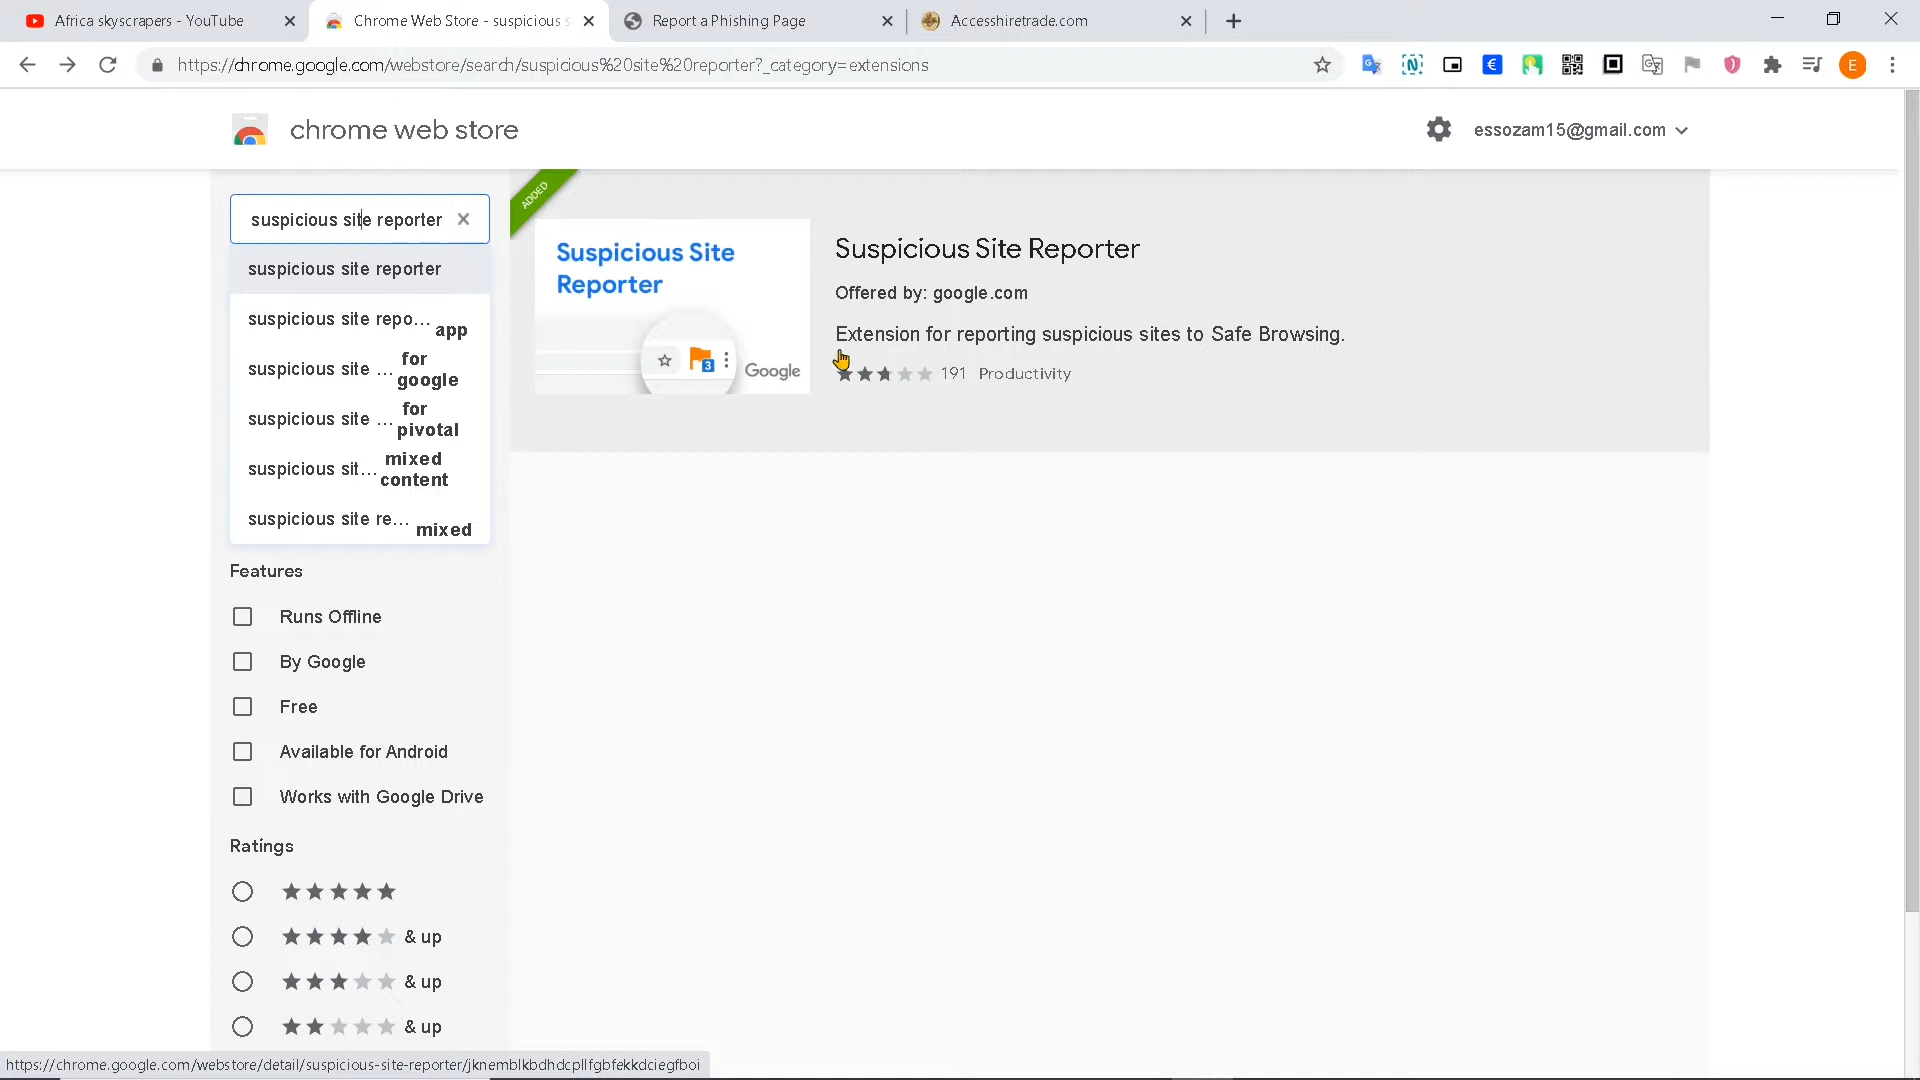 Africa skyscrapers - YouTube
Chrome Web Store - suspicious s
Report a Phishing Page
Accesshiretrade.com
https://chrome.google.com/webstore/search/suspicious%20site%20reporter?_category=extensions
E
chrome web store
essozam15@gmail.com
suspicious site reporter
suspicious site reporter
suspicious site repo... app
suspicious site ... for google
suspicious site ... for pivotal
suspicious sit... mixed content
suspicious site re... mixed
Features
Runs Offline
By Google
Free
Available for Android
Works with Google Drive
Ratings
& up
& up
& up
ADDED
Suspicious Site
Reporter
3
Google
Suspicious Site Reporter
Offered by: google.com
Extension for reporting suspicious sites to Safe Browsing.
191 Productivity
https://chrome.google.com/webstore/detail/suspicious-site-reporter/jknemblkbdhdcpllfgbfekkdciegfboi